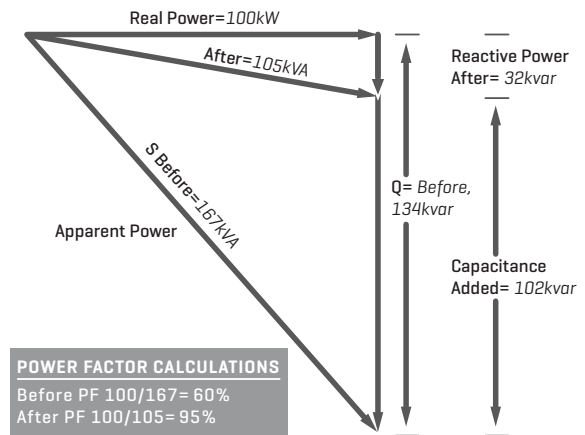 Real Power=100kW
After=105kVA
Reactive Power
After= 32kvar
S Before=167kVA
Q= Before,
134kvar
Apparent Power
Capacitance
Added= 102kvar
POWER FACTOR CALCULATIONS
Before PF 100/167= 60%
After PF 100/105= 95%